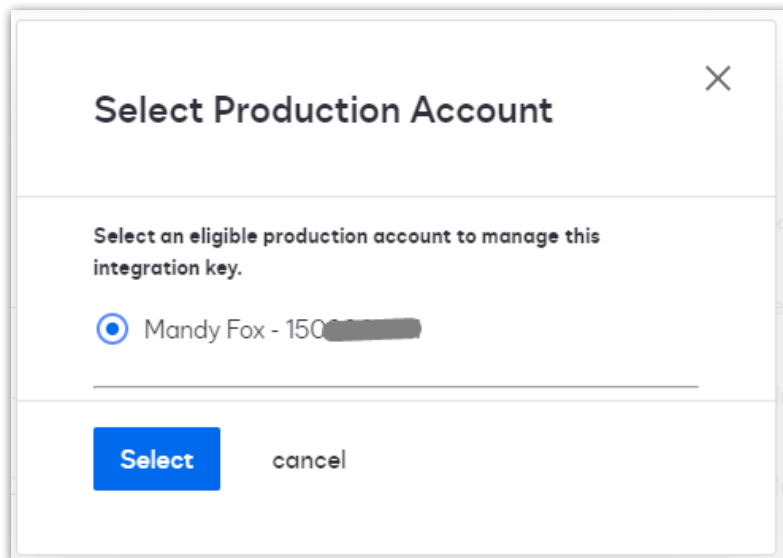 Select Production Account
Select an eligible production account to manage this
integration key.
Mandy Fox - 150
Select
cancel